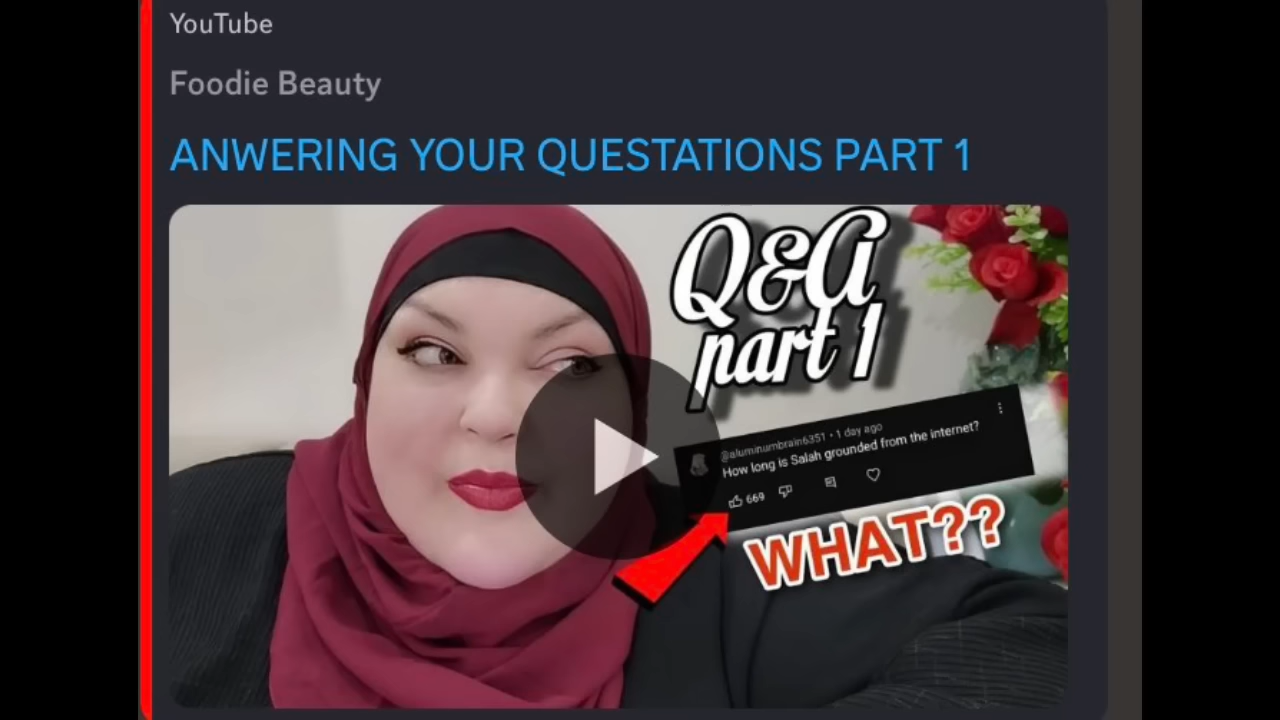 YouTube
Foodie Beauty
ANWERING YOUR QUESTATIONS PART 1
Q&A
part 1
@aluminumbrain6351 • 1 day ago
How long is Salah grounded from the internet?
669
WHAT??